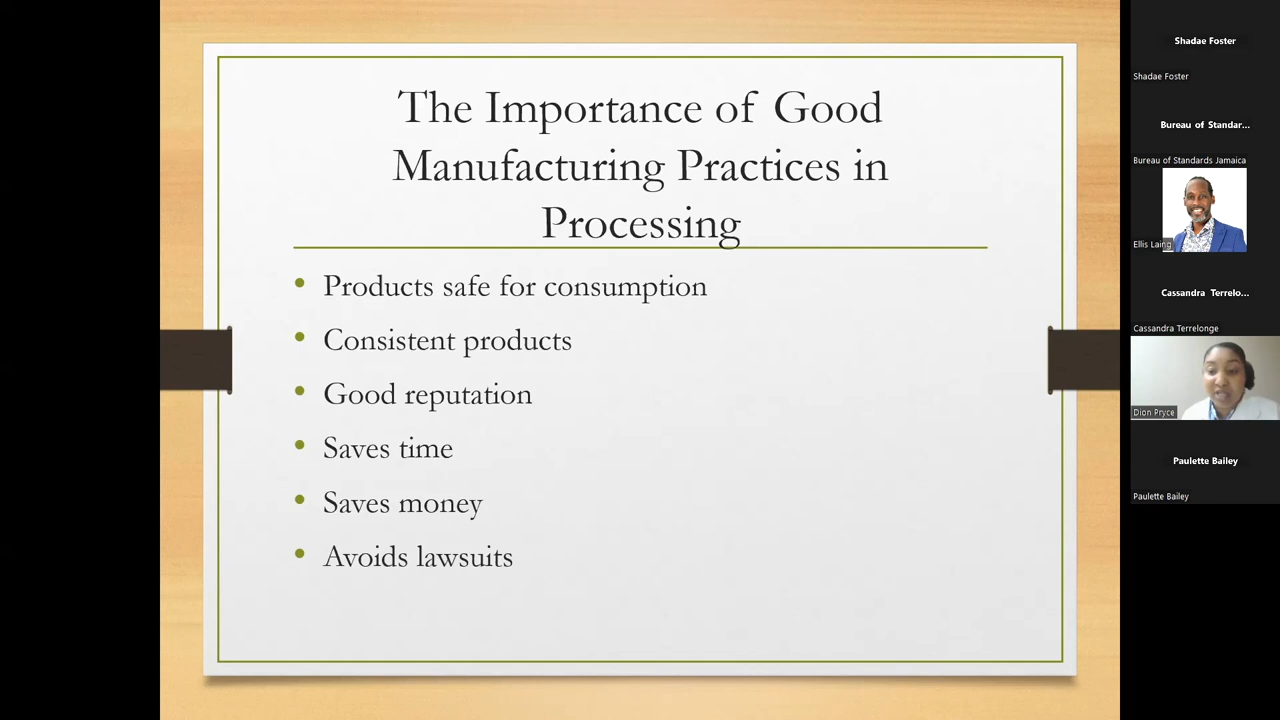 The Importance of Good
Manufacturing Practices in
Processing
• Products safe for consumption
• Consistent products
• Good reputation
• Saves time
• Saves money
• Avoids lawsuits
Shadae Foster
Shadae Foster
Bureau of Standar...
Bureau of Standards Jamaica
Ellis Laing
Cassandra Terrelo...
Cassandra Terrelonge
Dion Pryce
Paulette Bailey
Paulette Bailey